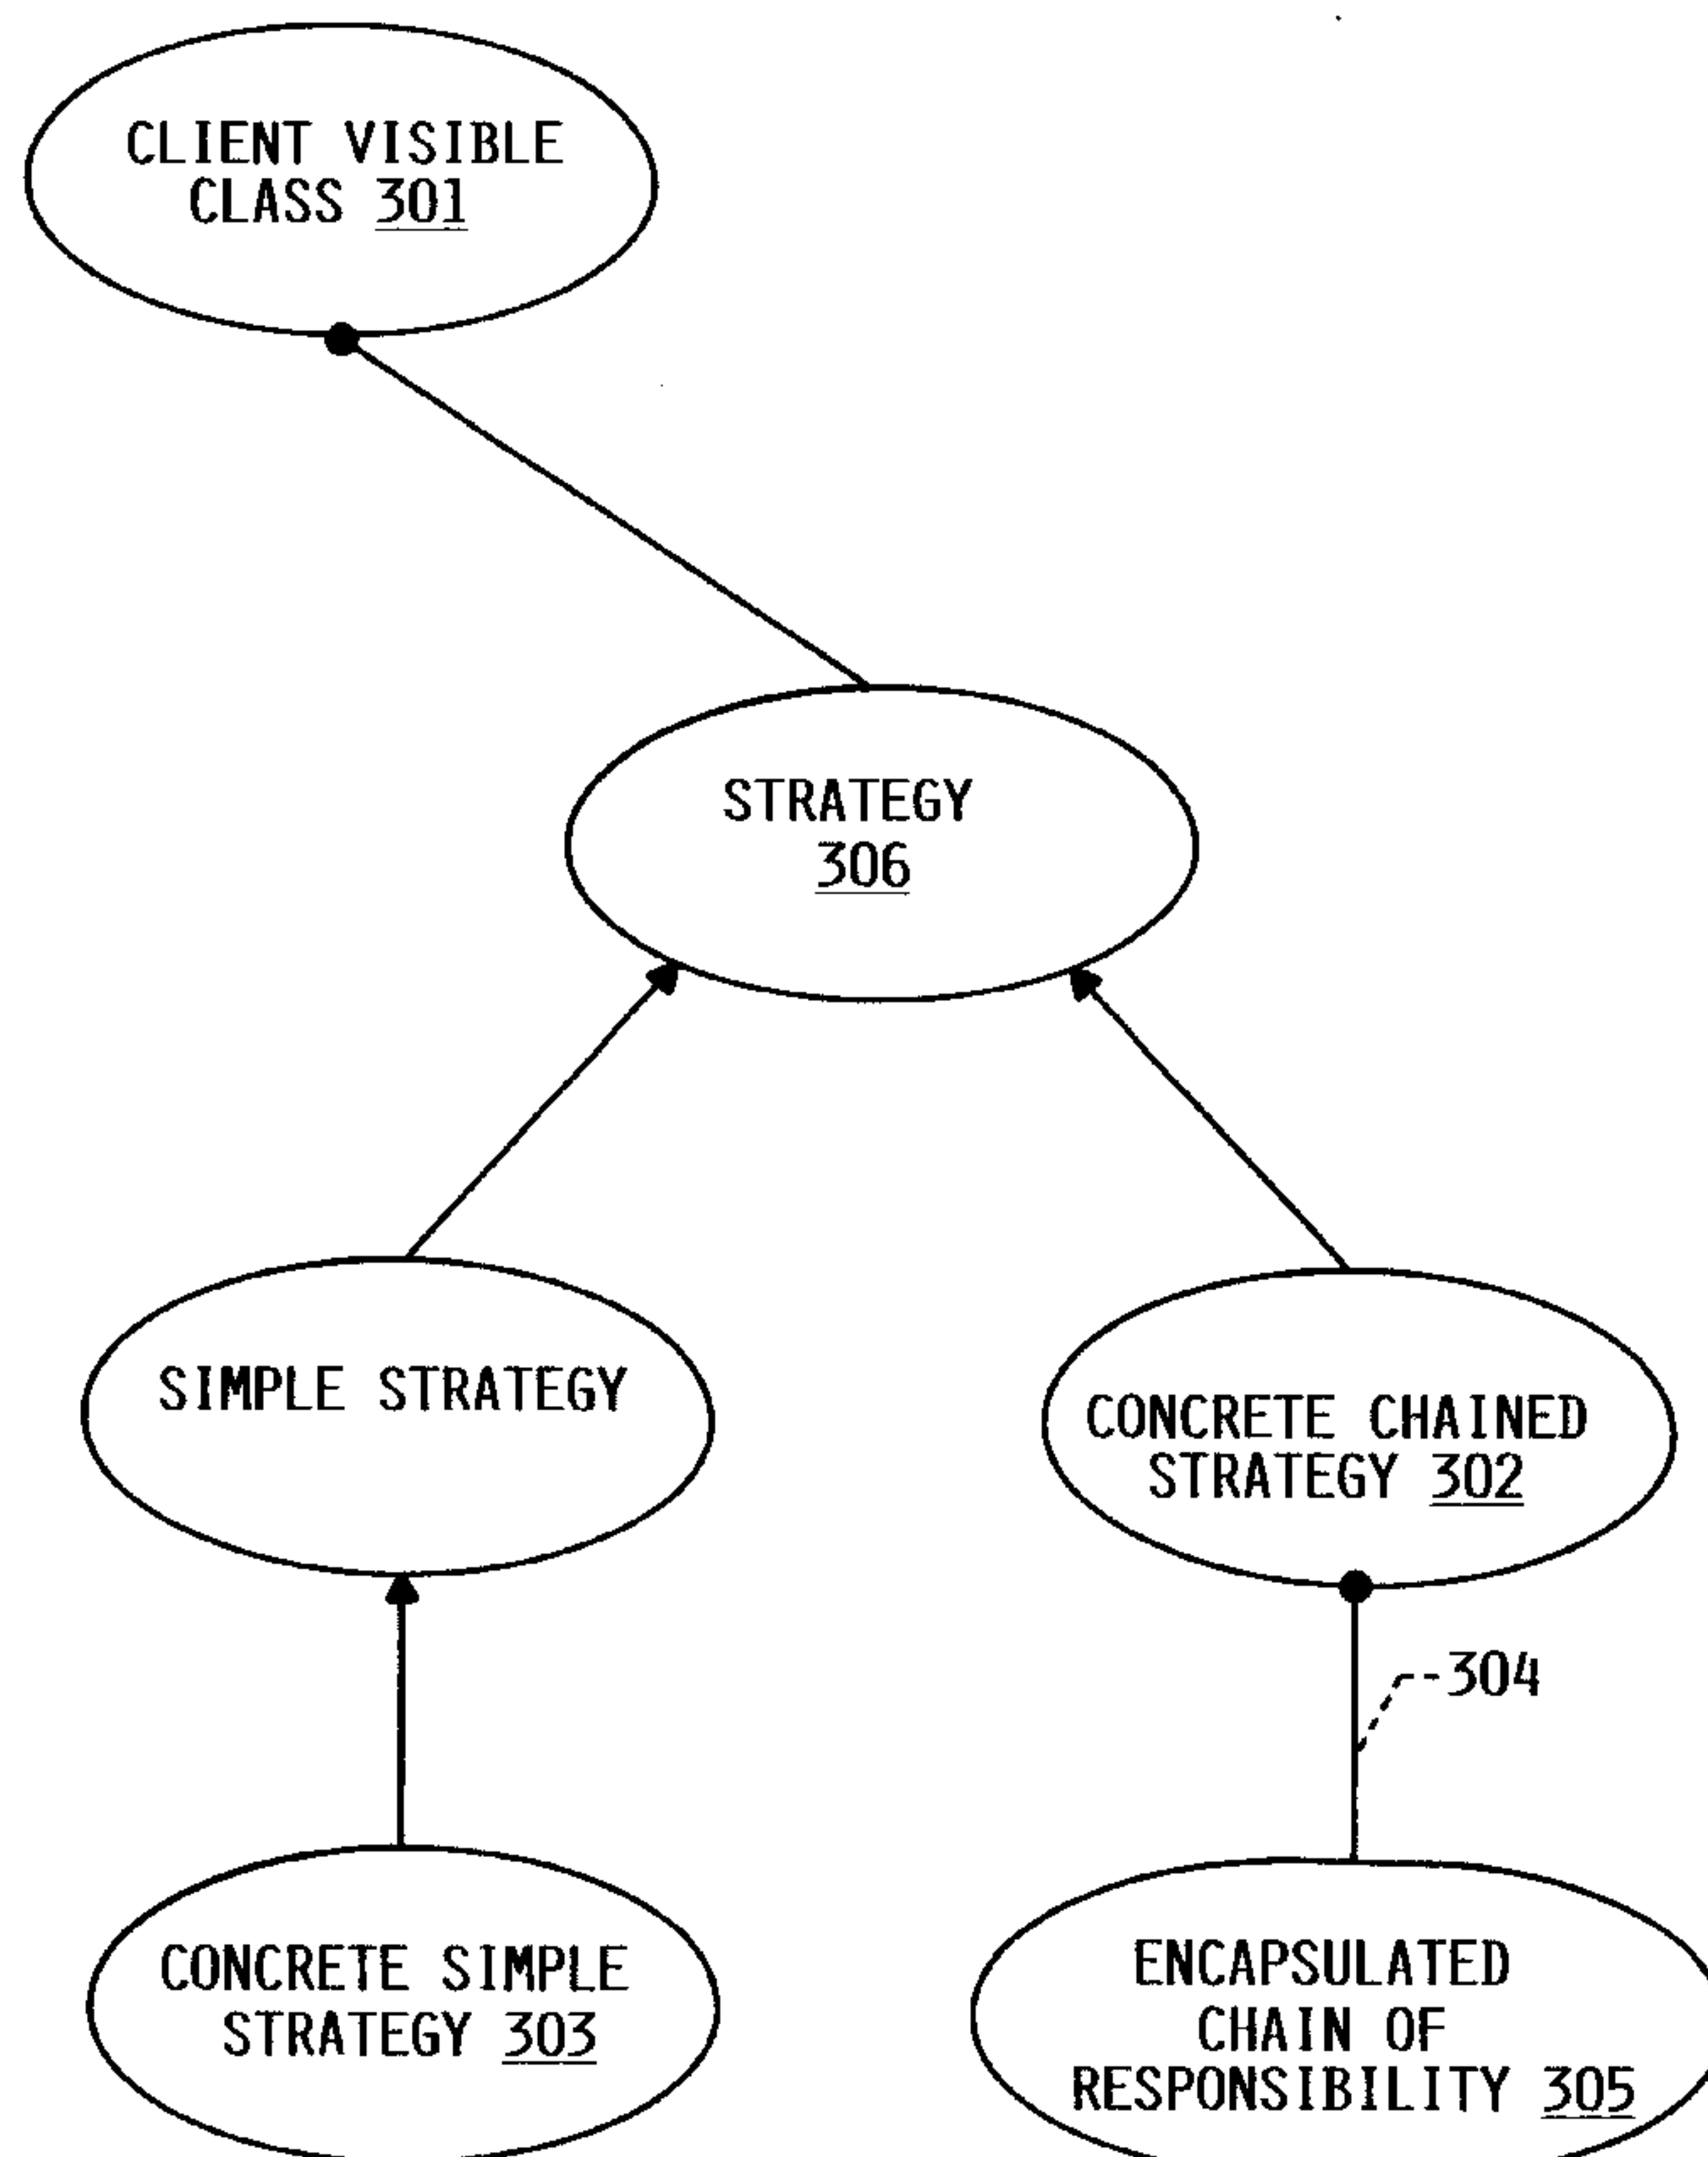 CLIENT VISIBLE
CLASS 301
STRATEGY
306
SIMPLE STRATEGY
CONCRETE CHAINED
STRATEGY 302
304
CONCRETE SIMPLE
STRATEGY 303
ENCAPSULATED
CHAIN OF
RESPONSIBILITY 305